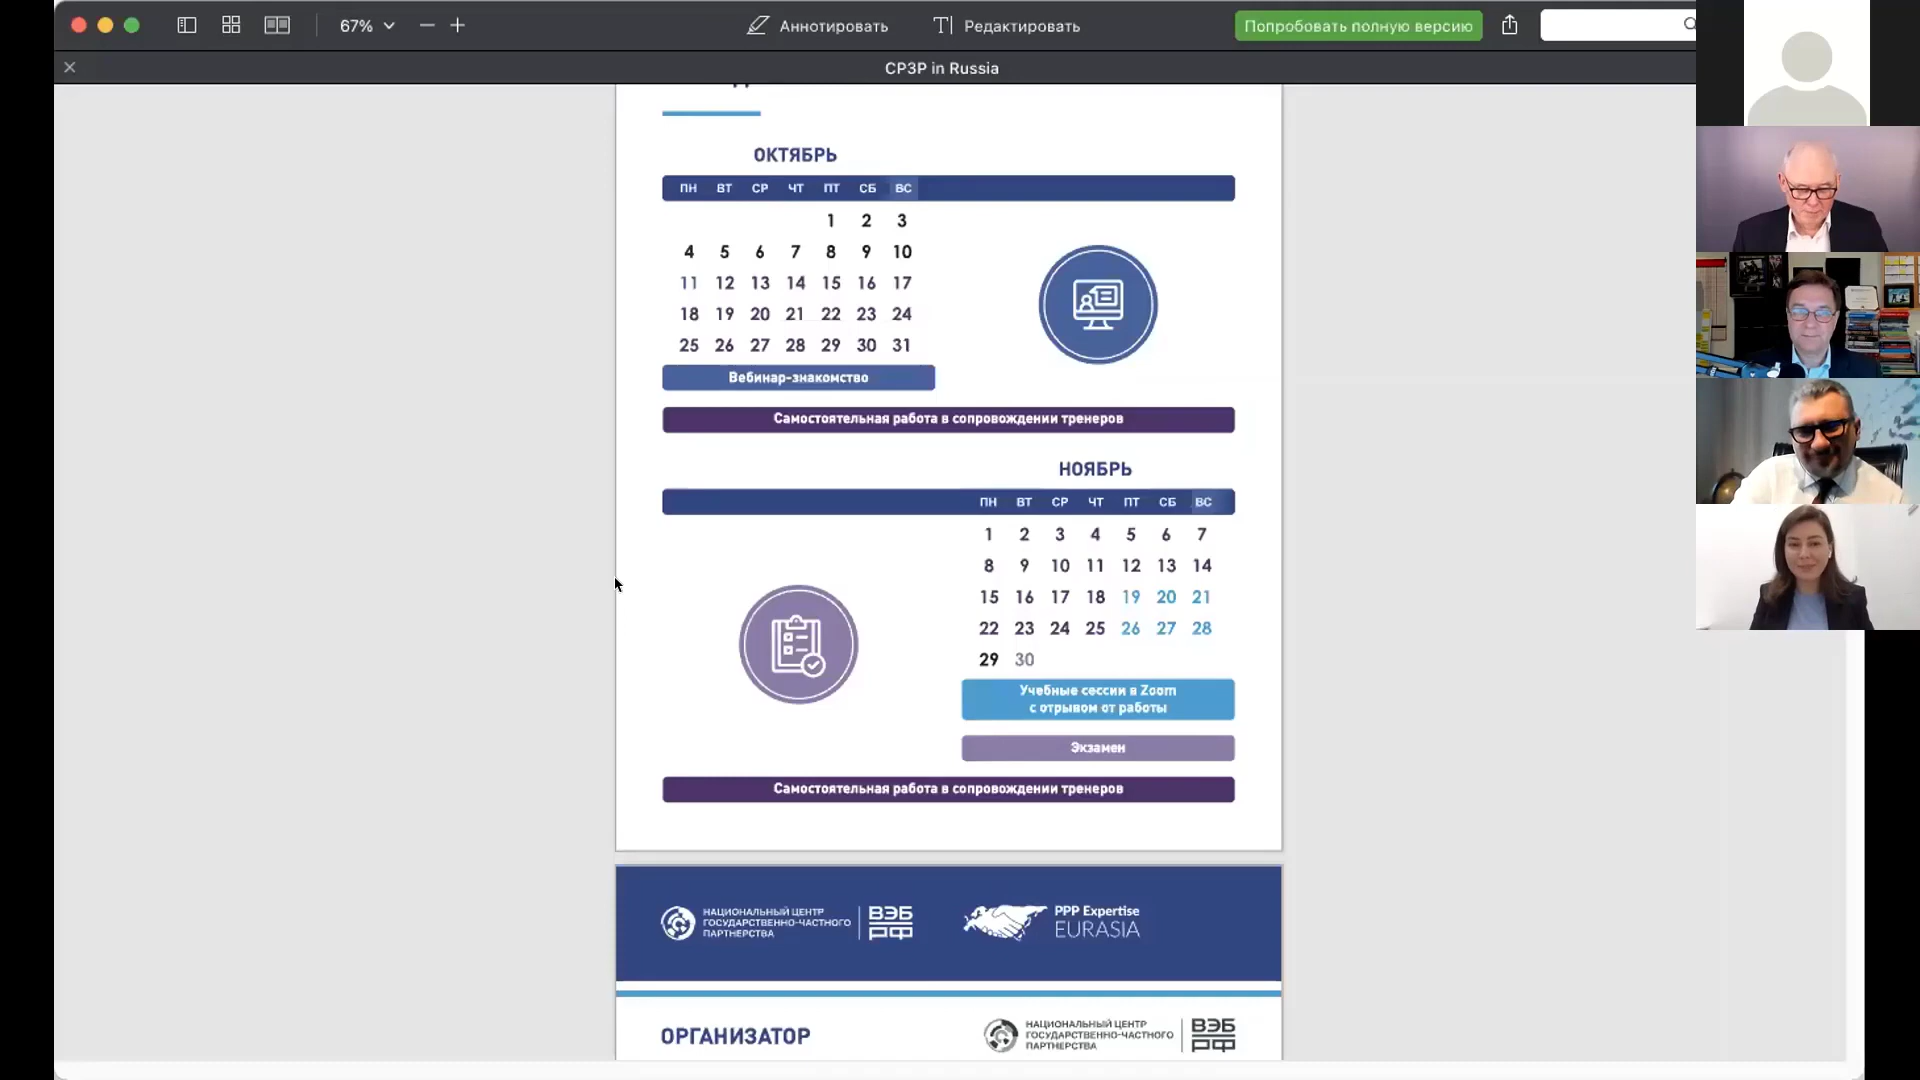 67%
Аннотировать
Редактировать
Попробовать полную версию
CP3P in Russia
ОКТЯБРЬ
ПН ВТ СР ЧТ ПТ СБ ВС
1 2 3
4 5 6 7 8 9 10
11 12 13 14 15 16 17
18 19 20 21 22 23 24
25 26 27 28 29 30 31
Вебинар-знакомство
Самостоятельная работа в сопровождении тренеров
НОЯБРЬ
ПН ВТ СР ЧТ ПТ СБ ВС
1 2 3 4 5 6 7
8 9 10 11 12 13 14
15 16 17 18 19 20 21
22 23 24 25 26 27 28
29 30
Учебные сессии в Zoom
с отрывом от работы
Экзамен
Самостоятельная работа в сопровождении тренеров
НАЦИОНАЛЬНЫЙ ЦЕНТР
ГОСУДАРСТВЕННО-ЧАСТНОГО
ПАРТНЕРСТВА
ВЭБ
РФ
PPP Expertise
EURASIA
ОРГАНИЗАТОР
НАЦИОНАЛЬНЫЙ ЦЕНТР
ГОСУДАРСТВЕННО-ЧАСТНОГО
ПАРТНЕРСТВА
ВЭБ
РФ